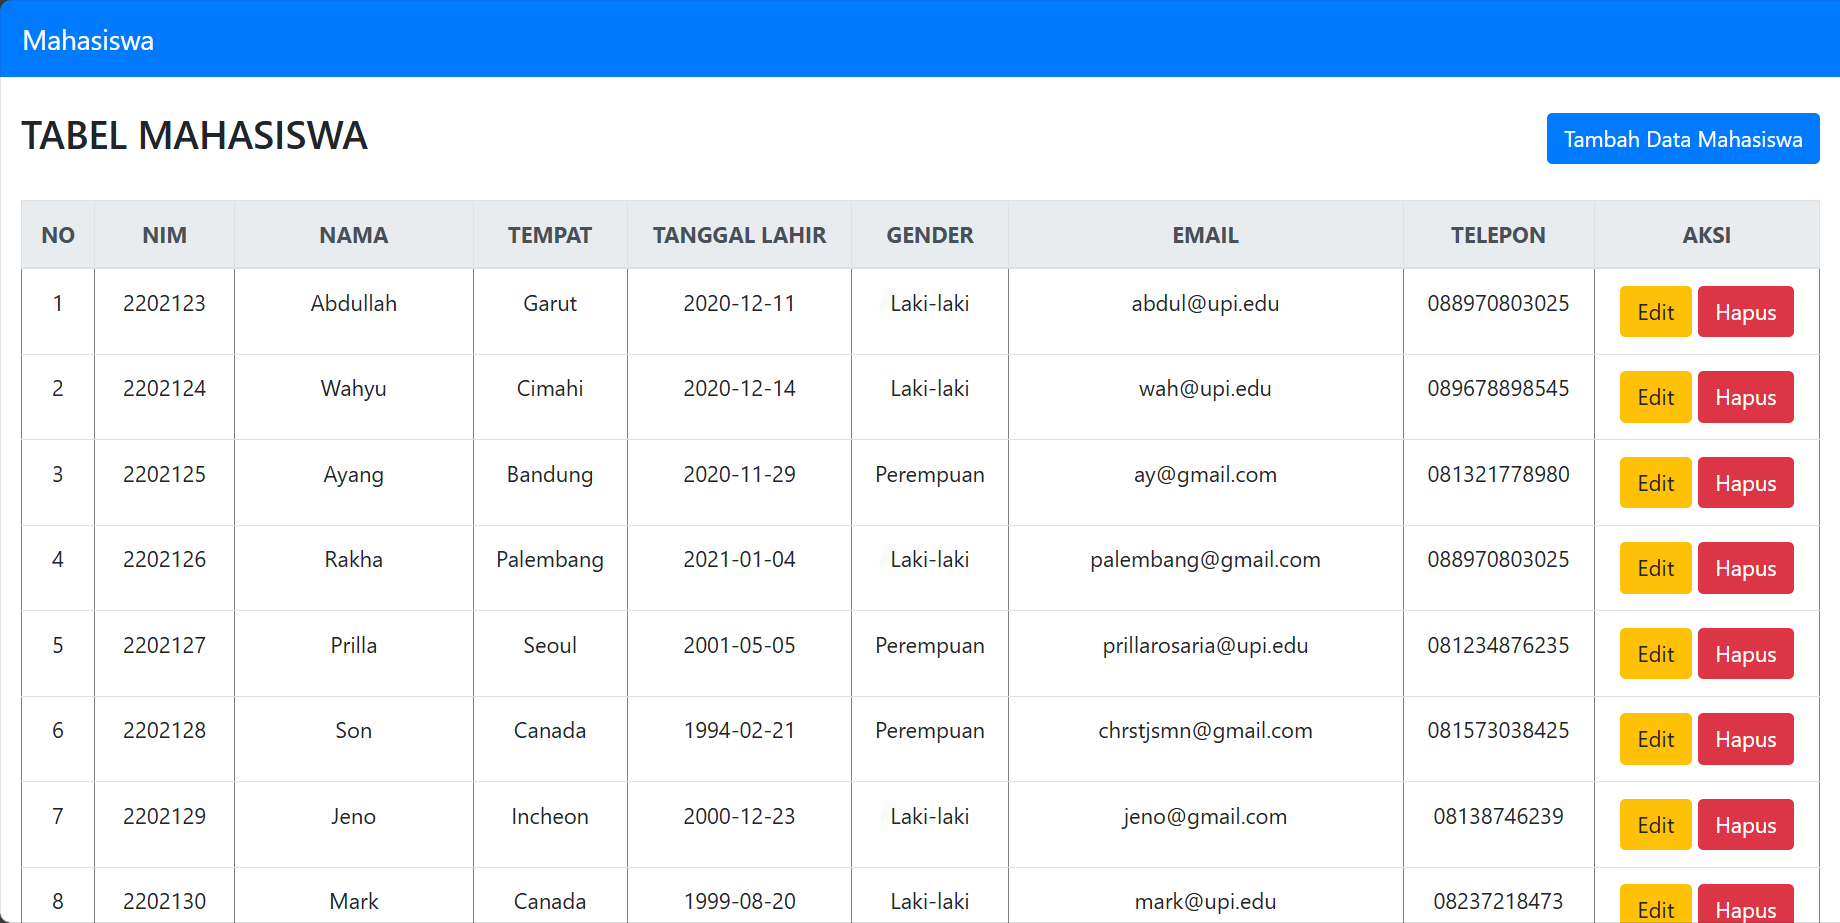 Mahasiswa
TABEL MAHASISWA
Tambah Data Mahasiswa
NO NIM NAMA TEMPAT TANGGAL LAHIR GENDER EMAIL TELEPON AKSI
1 2202123 Abdullah Garut 2020-12-11 Laki-laki abdul@upi.edu 088970803025 Edit Hapus
2 2202124 Wahyu Cimahi 2020-12-14 Laki-laki wah@upi.edu 089678898545 Edit Hapus
3 2202125 Ayang Bandung 2020-11-29 Perempuan ay@gmail.com 081321778980 Edit Hapus
4 2202126 Rakha Palembang 2021-01-04 Laki-laki palembang@gmail.com 088970803025 Edit Hapus
5 2202127 Prilla Seoul 2001-05-05 Perempuan prillarosaria@upi.edu 081234876235 Edit Hapus
6 2202128 Son Canada 1994-02-21 Perempuan chrstjsmn@gmail.com 081573038425 Edit Hapus
7 2202129 Jeno Incheon 2000-12-23 Laki-laki jeno@gmail.com 08138746239 Edit Hapus
8 2202130 Mark Canada 1999-08-20 Laki-laki mark@upi.edu 08237218473 Edit Hapus